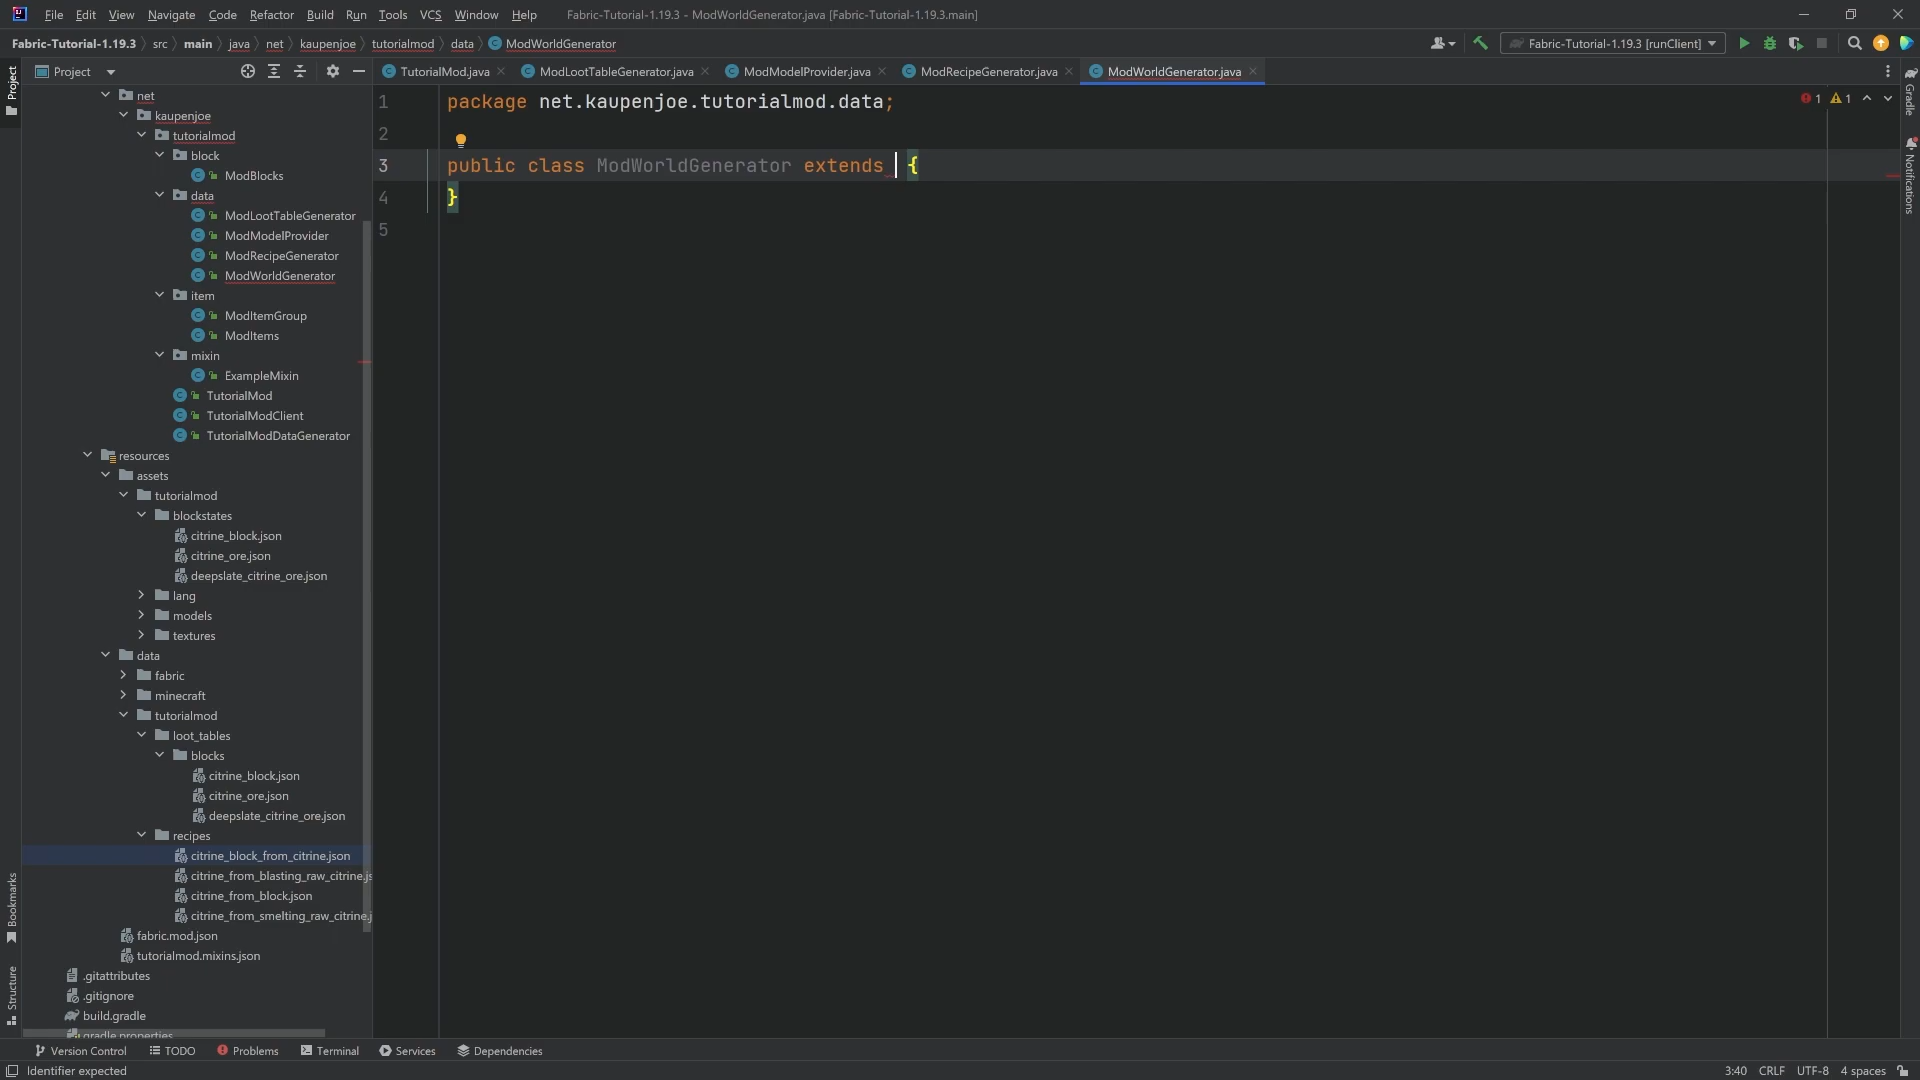 File Edit View Navigate Code Refactor Build Run Tools VCS Window Help Fabric-Tutorial-1.19.3 - ModWorldGenerator.java [Fabric-Tutorial-1.19.3.main]
Fabric-Tutorial-1.19.3 src main java net kaupenjoe tutorialmod data ModWorldGenerator
Fabric-Tutorial-1.19.3 [runClient]
Project
TutorialMod.java ModLootTableGenerator.java ModModelProvider.java ModRecipeGenerator.java ModWorldGenerator.java
Project
Gradle
Notifications
Bookmarks
Structure
net
kaupenjoe
tutorialmod
block
ModBlocks
data
ModLootTableGenerator
ModModelProvider
ModRecipeGenerator
ModWorldGenerator
item
ModItemGroup
ModItems
mixin
ExampleMixin
TutorialMod
TutorialModClient
TutorialModDataGenerator
resources
assets
tutorialmod
blockstates
citrine_block.json
citrine_ore.json
deepslate_citrine_ore.json
lang
models
textures
data
fabric
minecraft
tutorialmod
loot_tables
blocks
citrine_block.json
citrine_ore.json
deepslate_citrine_ore.json
recipes
citrine_block_from_citrine.json
citrine_from_blasting_raw_citrine.js
citrine_from_block.json
citrine_from_smelting_raw_citrine.j
fabric.mod.json
tutorialmod.mixins.json
.gitattributes
.gitignore
build.gradle
gradle.properties
1 package net.kaupenjoe.tutorialmod.data;
2
3 public class ModWorldGenerator extends {
4 }
5
1 1
Version Control TODO Problems Terminal Services Dependencies
Identifier expected
3:40 CRLF UTF-8 4 spaces